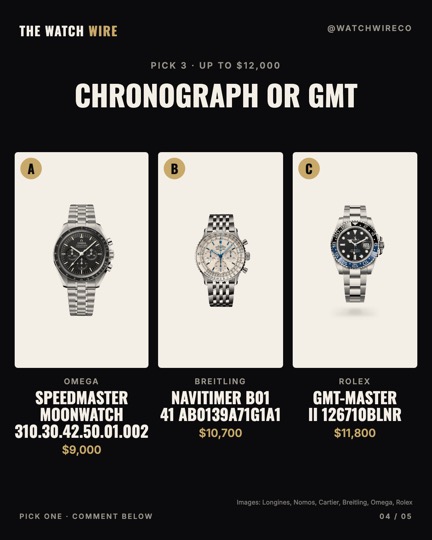 THE WATCH WIRE
@WATCHWIRECO
PICK 3 · UP TO $12,000
CHRONOGRAPH OR GMT
A
B
C
OMEGA
SPEEDMASTER
MOONWATCH
310.30.42.50.01.002
$9,000
BREITLING
NAVITIMER B01
41 AB0139A71G1A1
$10,700
ROLEX
GMT-MASTER
II 126710BLNR
$11,800
Images: Longines, Nomos, Cartier, Breitling, Omega, Rolex
PICK ONE · COMMENT BELOW
04 / 05